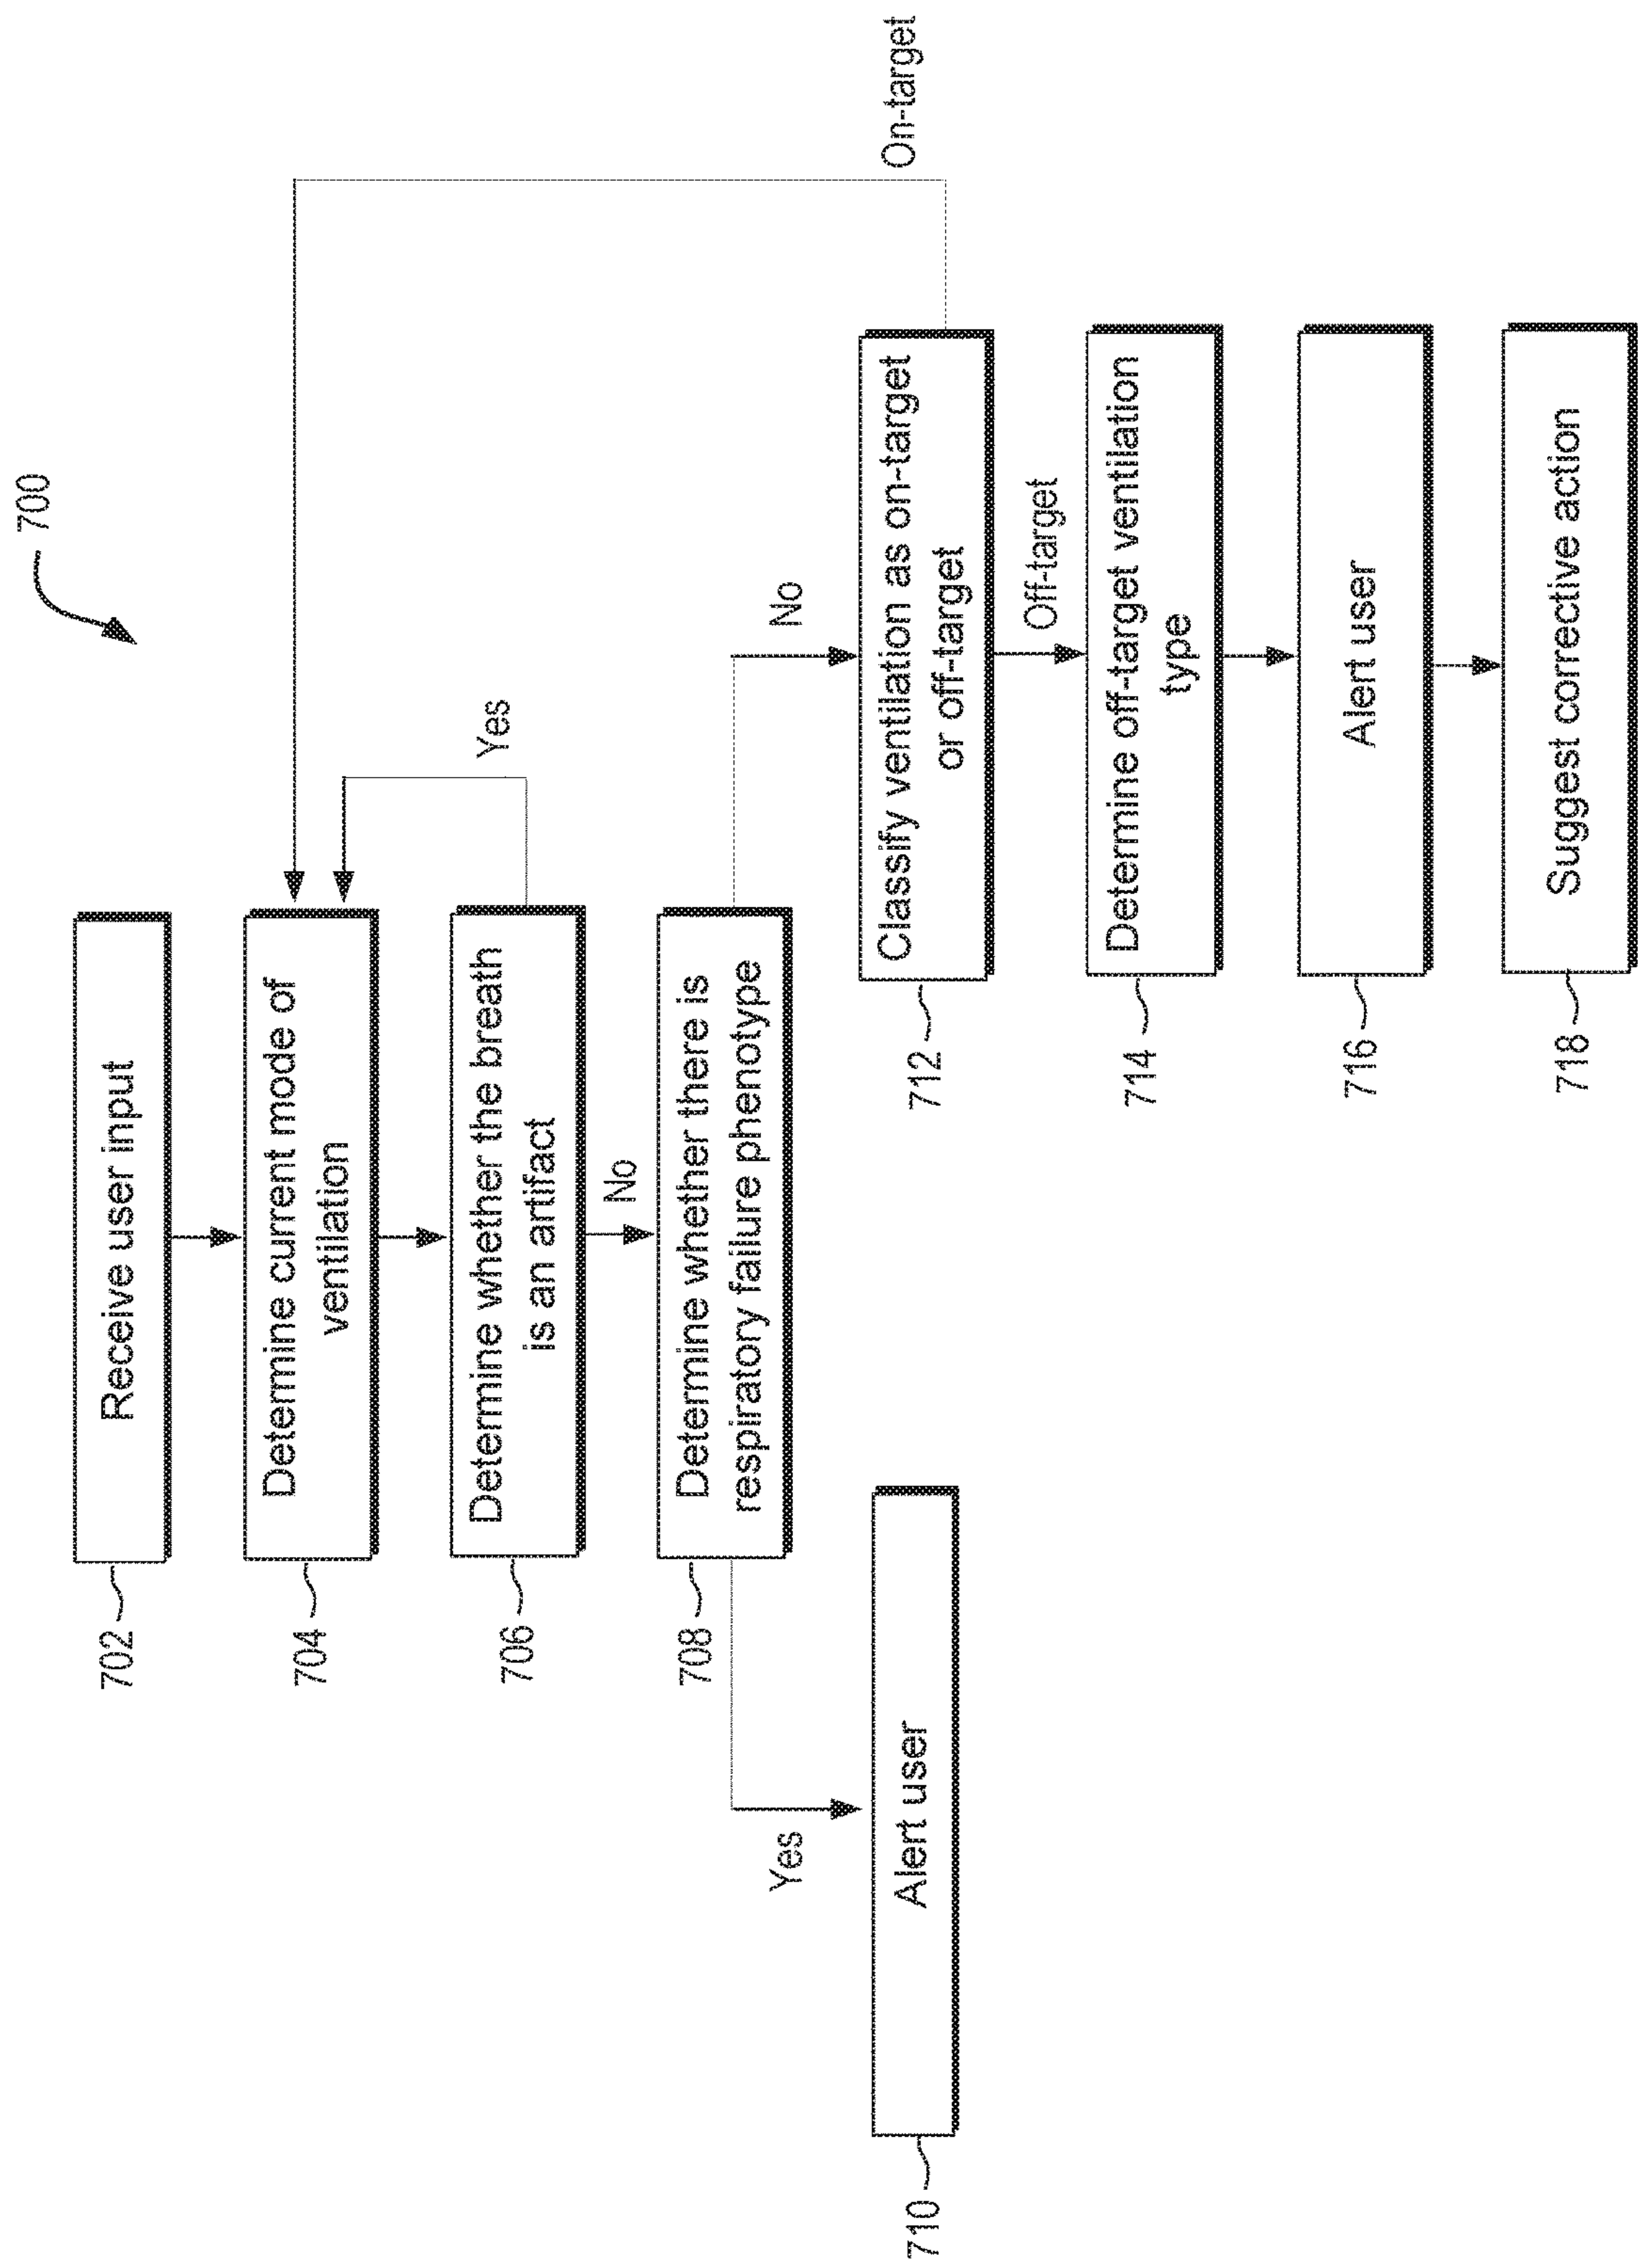 700
702
Receive user input
704
Determine current mode of
ventilation
706
Determine whether the breath
is an artifact
Yes
No
708
Determine whether there is
respiratory failure phenotype
Yes
No
710
Alert user
712
Classify ventilation as on-target
or off-target
On-target
Off-target
714
Determine off-target ventilation
type
716
Alert user
718
Suggest corrective action